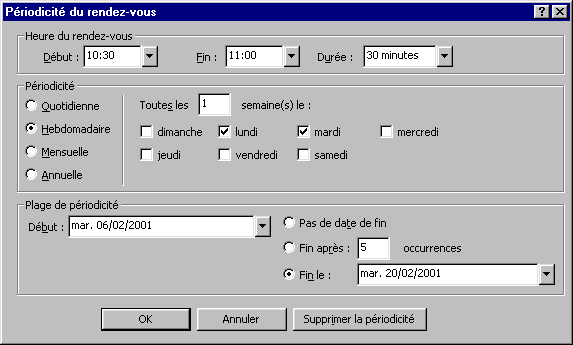 Périodicité du rendez-vous
Heure du rendez-vous
Début : 10:30 Fin : 11:00 Durée : 30 minutes
Périodicité
Quotidienne
Hebdomadaire
Mensuelle
Annuelle
Toutes les 1 semaine(s) le :
dimanche lundi mardi mercredi
jeudi vendredi samedi
Plage de périodicité
Début : mar. 06/02/2001
Pas de date de fin
Fin après : 5 occurrences
Fin le : mar. 20/02/2001
OK Annuler Supprimer la périodicité